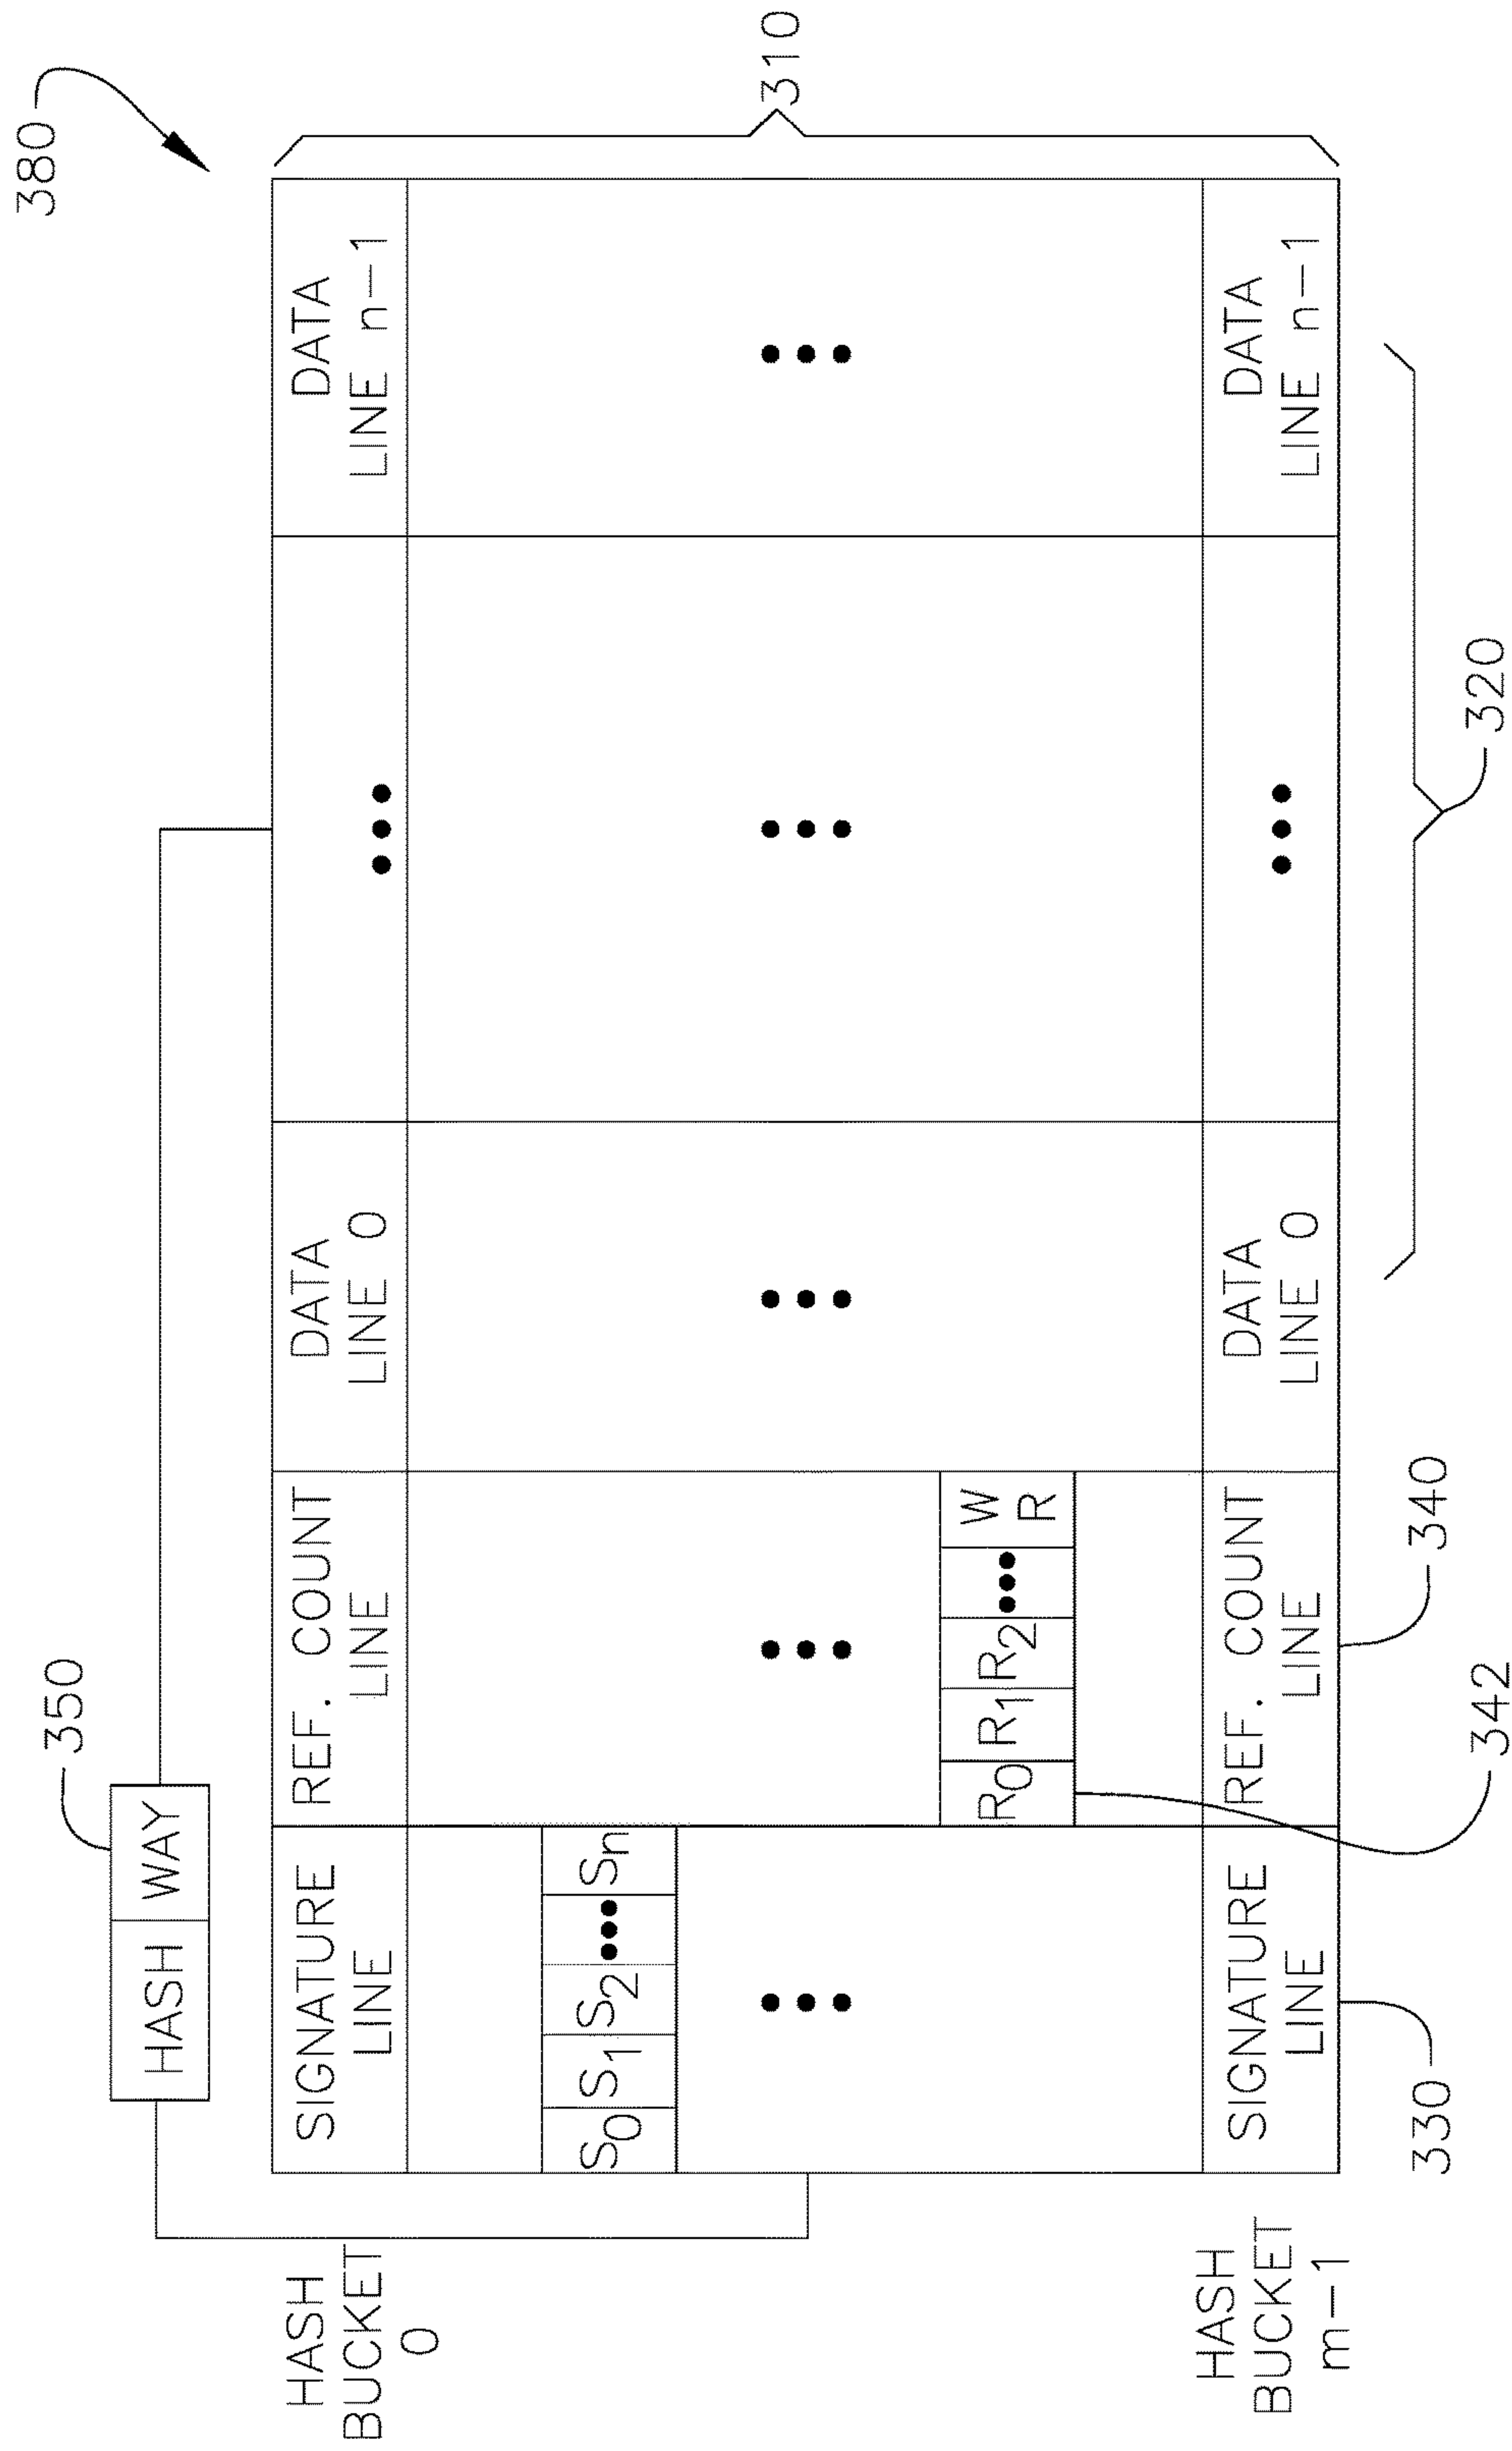 380
350
HASH WAY
HASH
BUCKET
0
SIGNATURE
LINE
REF. COUNT
LINE
DATA
LINE 0
DATA
LINE n-1
S0 S1 S2 ••• Sn
310
R0 R1 R2 ••• W
R
HASH
BUCKET
m-1
SIGNATURE
LINE
REF. COUNT
LINE
DATA
LINE 0
DATA
LINE n-1
330
342
340
320